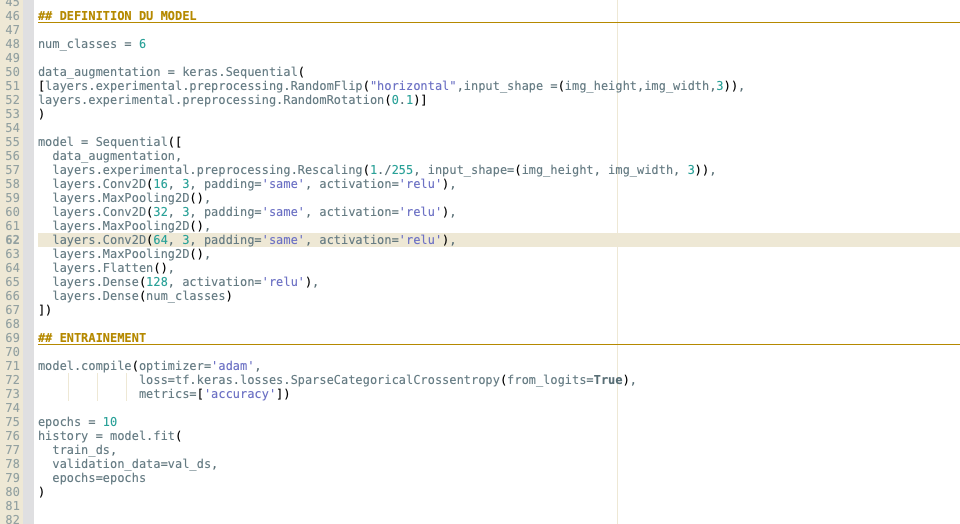 45
46 ## DEFINITION DU MODEL
47
48 num_classes = 6
49
50 data_augmentation = keras.Sequential(
51 [layers.experimental.preprocessing.RandomFlip("horizontal",input_shape =(img_height,img_width,3)),
52 layers.experimental.preprocessing.RandomRotation(0.1)]
53 )
54
55 model = Sequential([
56   data_augmentation,
57   layers.experimental.preprocessing.Rescaling(1./255, input_shape=(img_height, img_width, 3)),
58   layers.Conv2D(16, 3, padding='same', activation='relu'),
59   layers.MaxPooling2D(),
60   layers.Conv2D(32, 3, padding='same', activation='relu'),
61   layers.MaxPooling2D(),
62   layers.Conv2D(64, 3, padding='same', activation='relu'),
63   layers.MaxPooling2D(),
64   layers.Flatten(),
65   layers.Dense(128, activation='relu'),
66   layers.Dense(num_classes)
67 ])
68
69 ## ENTRAINEMENT
70
71 model.compile(optimizer='adam',
72               loss=tf.keras.losses.SparseCategoricalCrossentropy(from_logits=True),
73               metrics=['accuracy'])
74
75 epochs = 10
76 history = model.fit(
77   train_ds,
78   validation_data=val_ds,
79   epochs=epochs
80 )
81
82